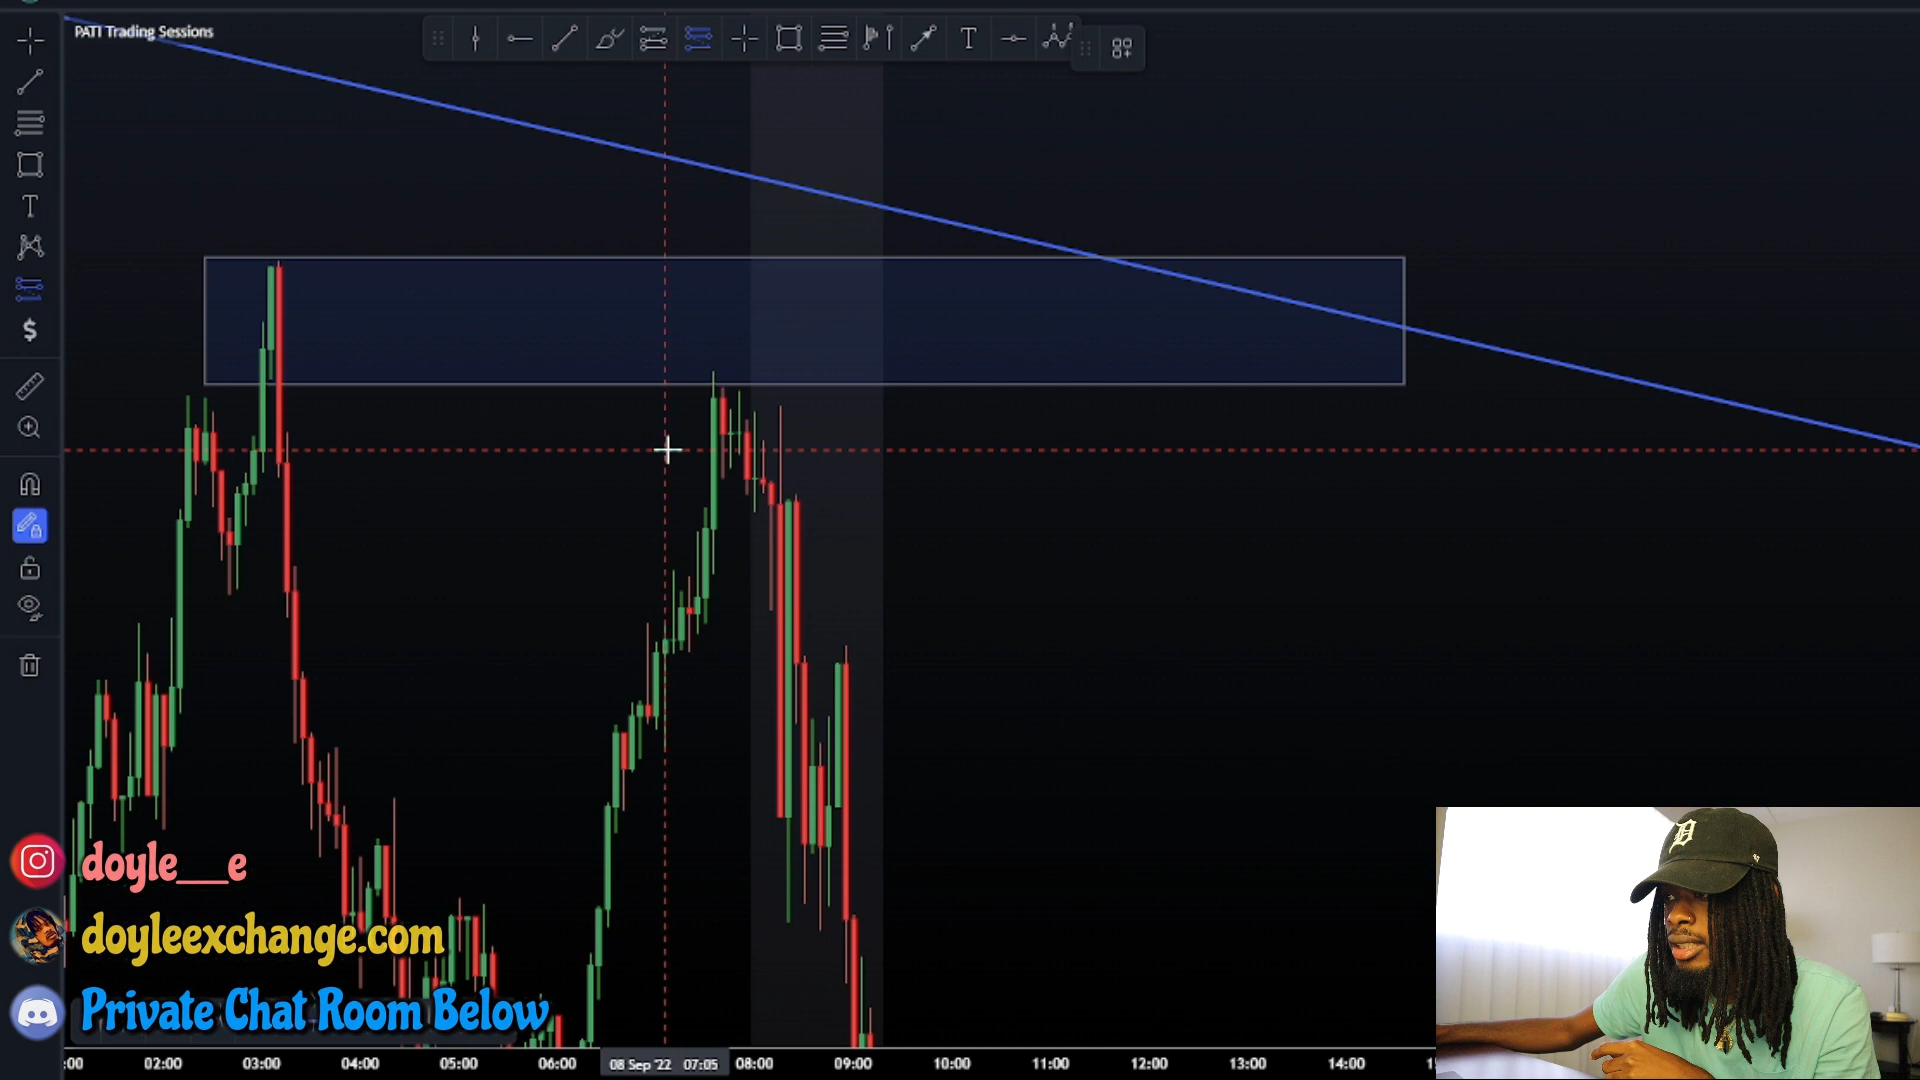 PATI Trading Sessions
T
T
$
doyle___e
doyleexchange.com
Private Chat Room Below
:00 02:00 03:00 04:00 05:00 06:00 08 Sep '22 07:05 08:00 09:00 10:00 11:00 12:00 13:00 14:00
D